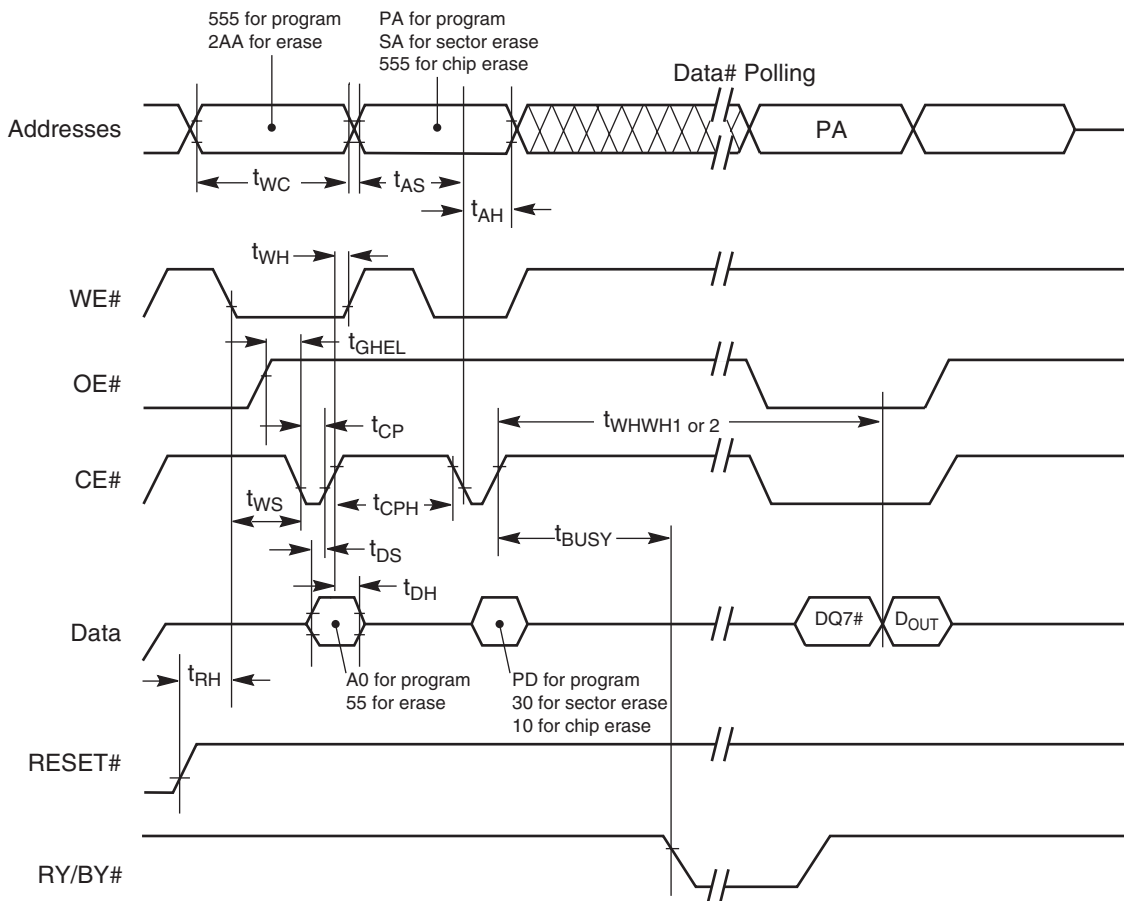 555 for program
2AA for erase
PA for program
SA for sector erase
555 for chip erase
Data# Polling
Addresses
PA
tWC
tAS
tAH
tWH
WE#
tGHEL
OE#
tWHWH1 or 2
tCP
CE#
tWS
tCPH
tBUSY
tDS
tDH
Data
DQ7#
DOUT
tRH
A0 for program
55 for erase
PD for program
30 for sector erase
10 for chip erase
RESET#
RY/BY#